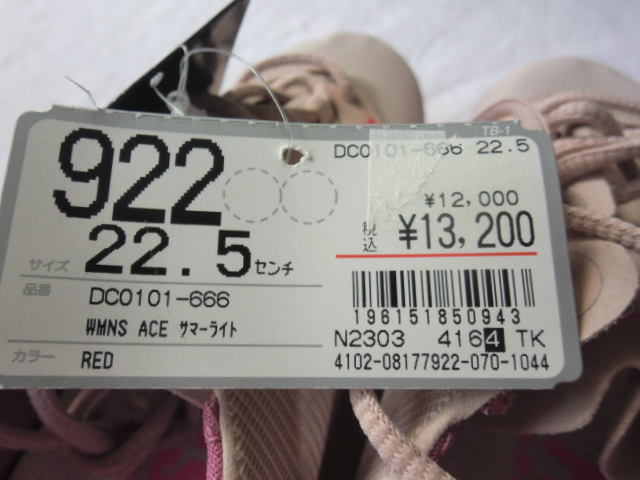 TB-1
922
DC0101-666 22.5
¥12,000
税込 ¥13,200
サイズ 22.5センチ
品番 DC0101-666
WMNS ACE サマーライト
カラー RED
196151850943
N2303 4164 TK
4102-08177922-070-1044